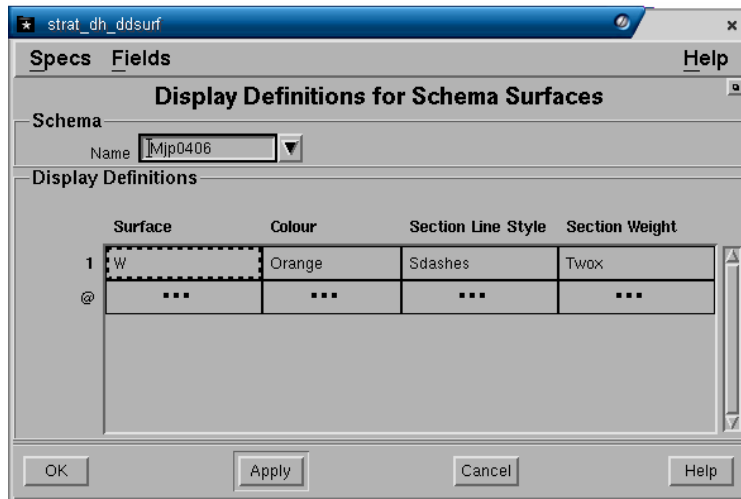 strat_dh_ddsurf
Specs Fields Help
Display Definitions for Schema Surfaces
Schema
Name Mjp0406
Display Definitions
Surface Colour Section Line Style Section Weight
1 W Orange Sdashes Twox
@ ... ... ... ...
OK Apply Cancel Help